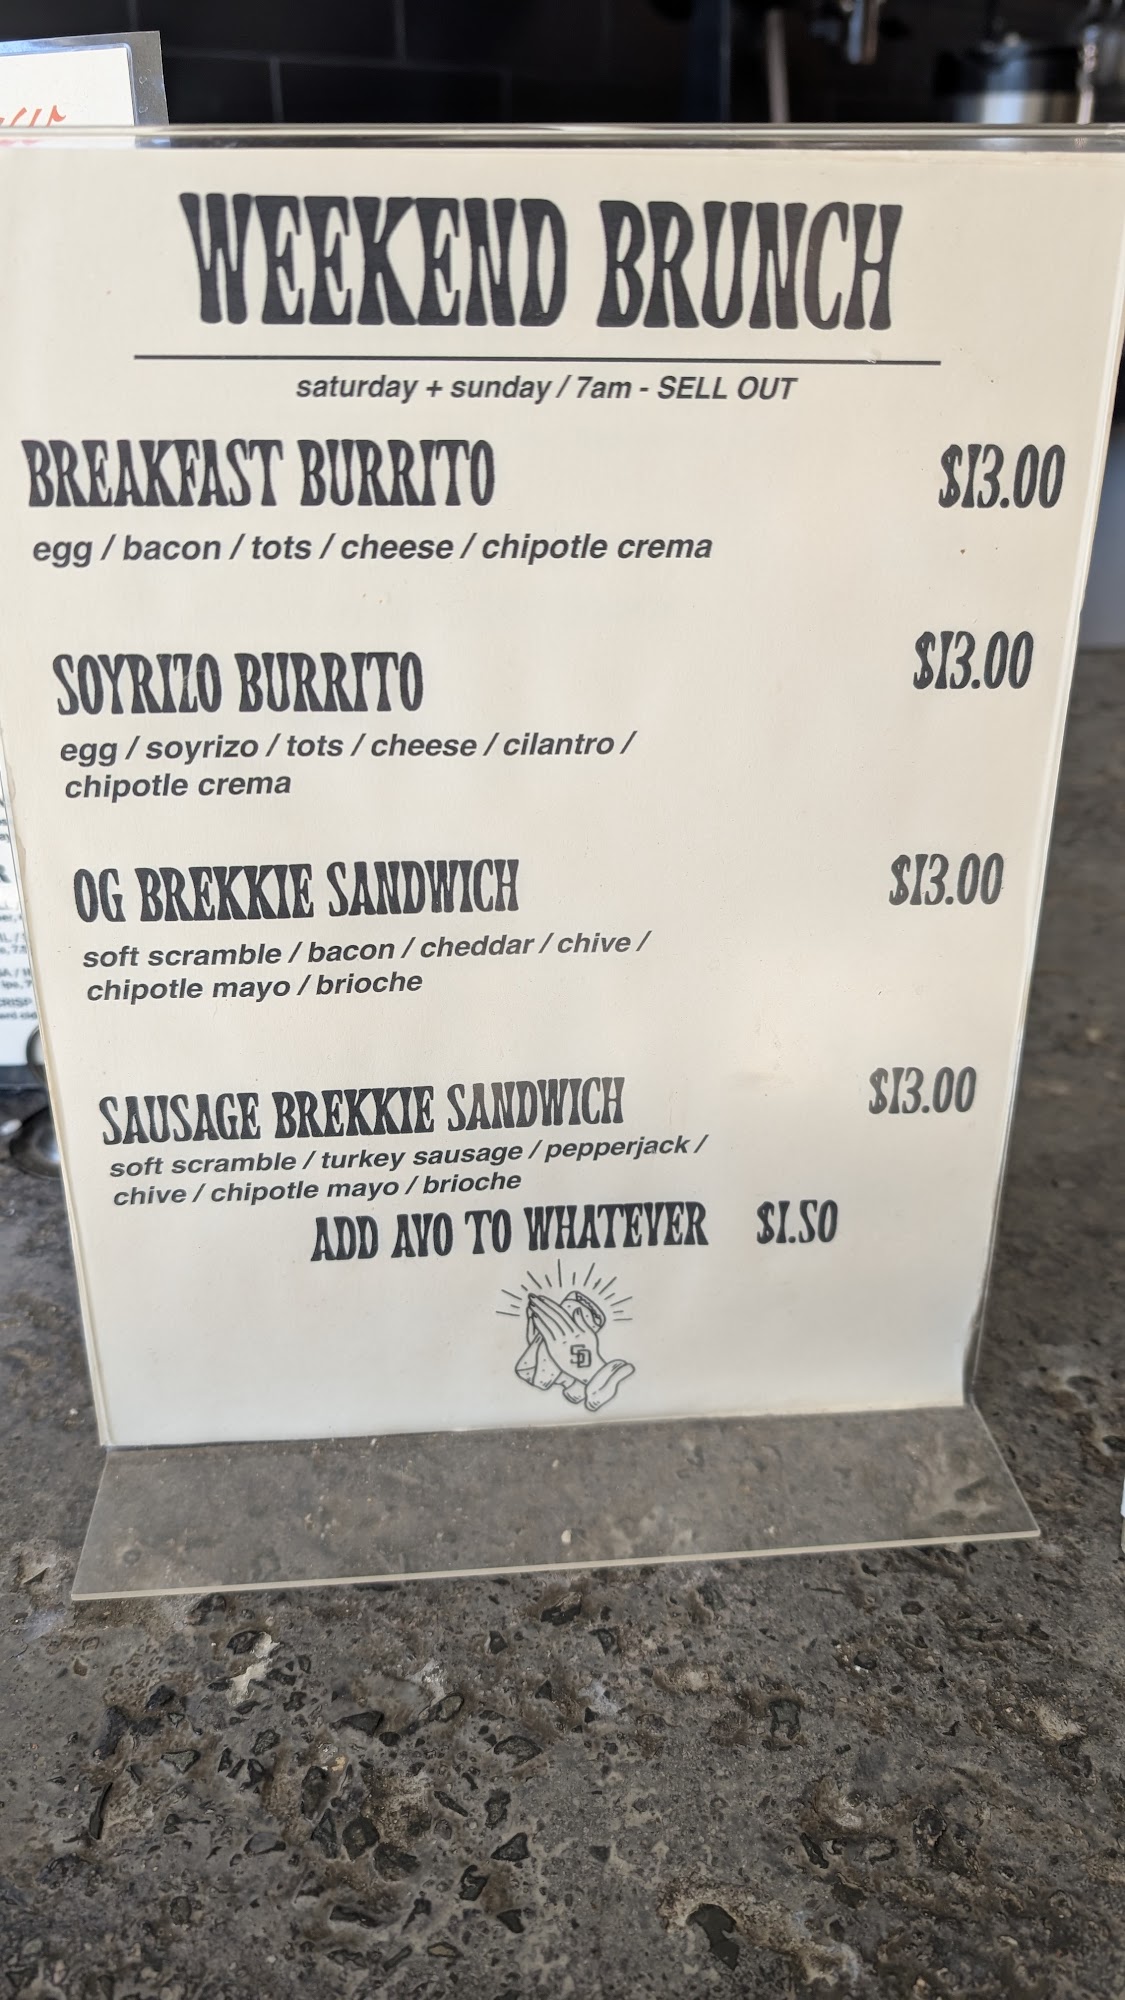 WEEKEND BRUNCH
saturday + sunday / 7am - SELL OUT
BREAKFAST BURRITO $13.00
egg / bacon / tots / cheese / chipotle crema
SOYRIZO BURRITO $13.00
egg / soyrizo / tots / cheese / cilantro /
chipotle crema
OG BREKKIE SANDWICH $13.00
soft scramble / bacon / cheddar / chive /
chipotle mayo / brioche
SAUSAGE BREKKIE SANDWICH $13.00
soft scramble / turkey sausage / pepperjack /
chive / chipotle mayo / brioche
ADD AVO TO WHATEVER $1.50
SD